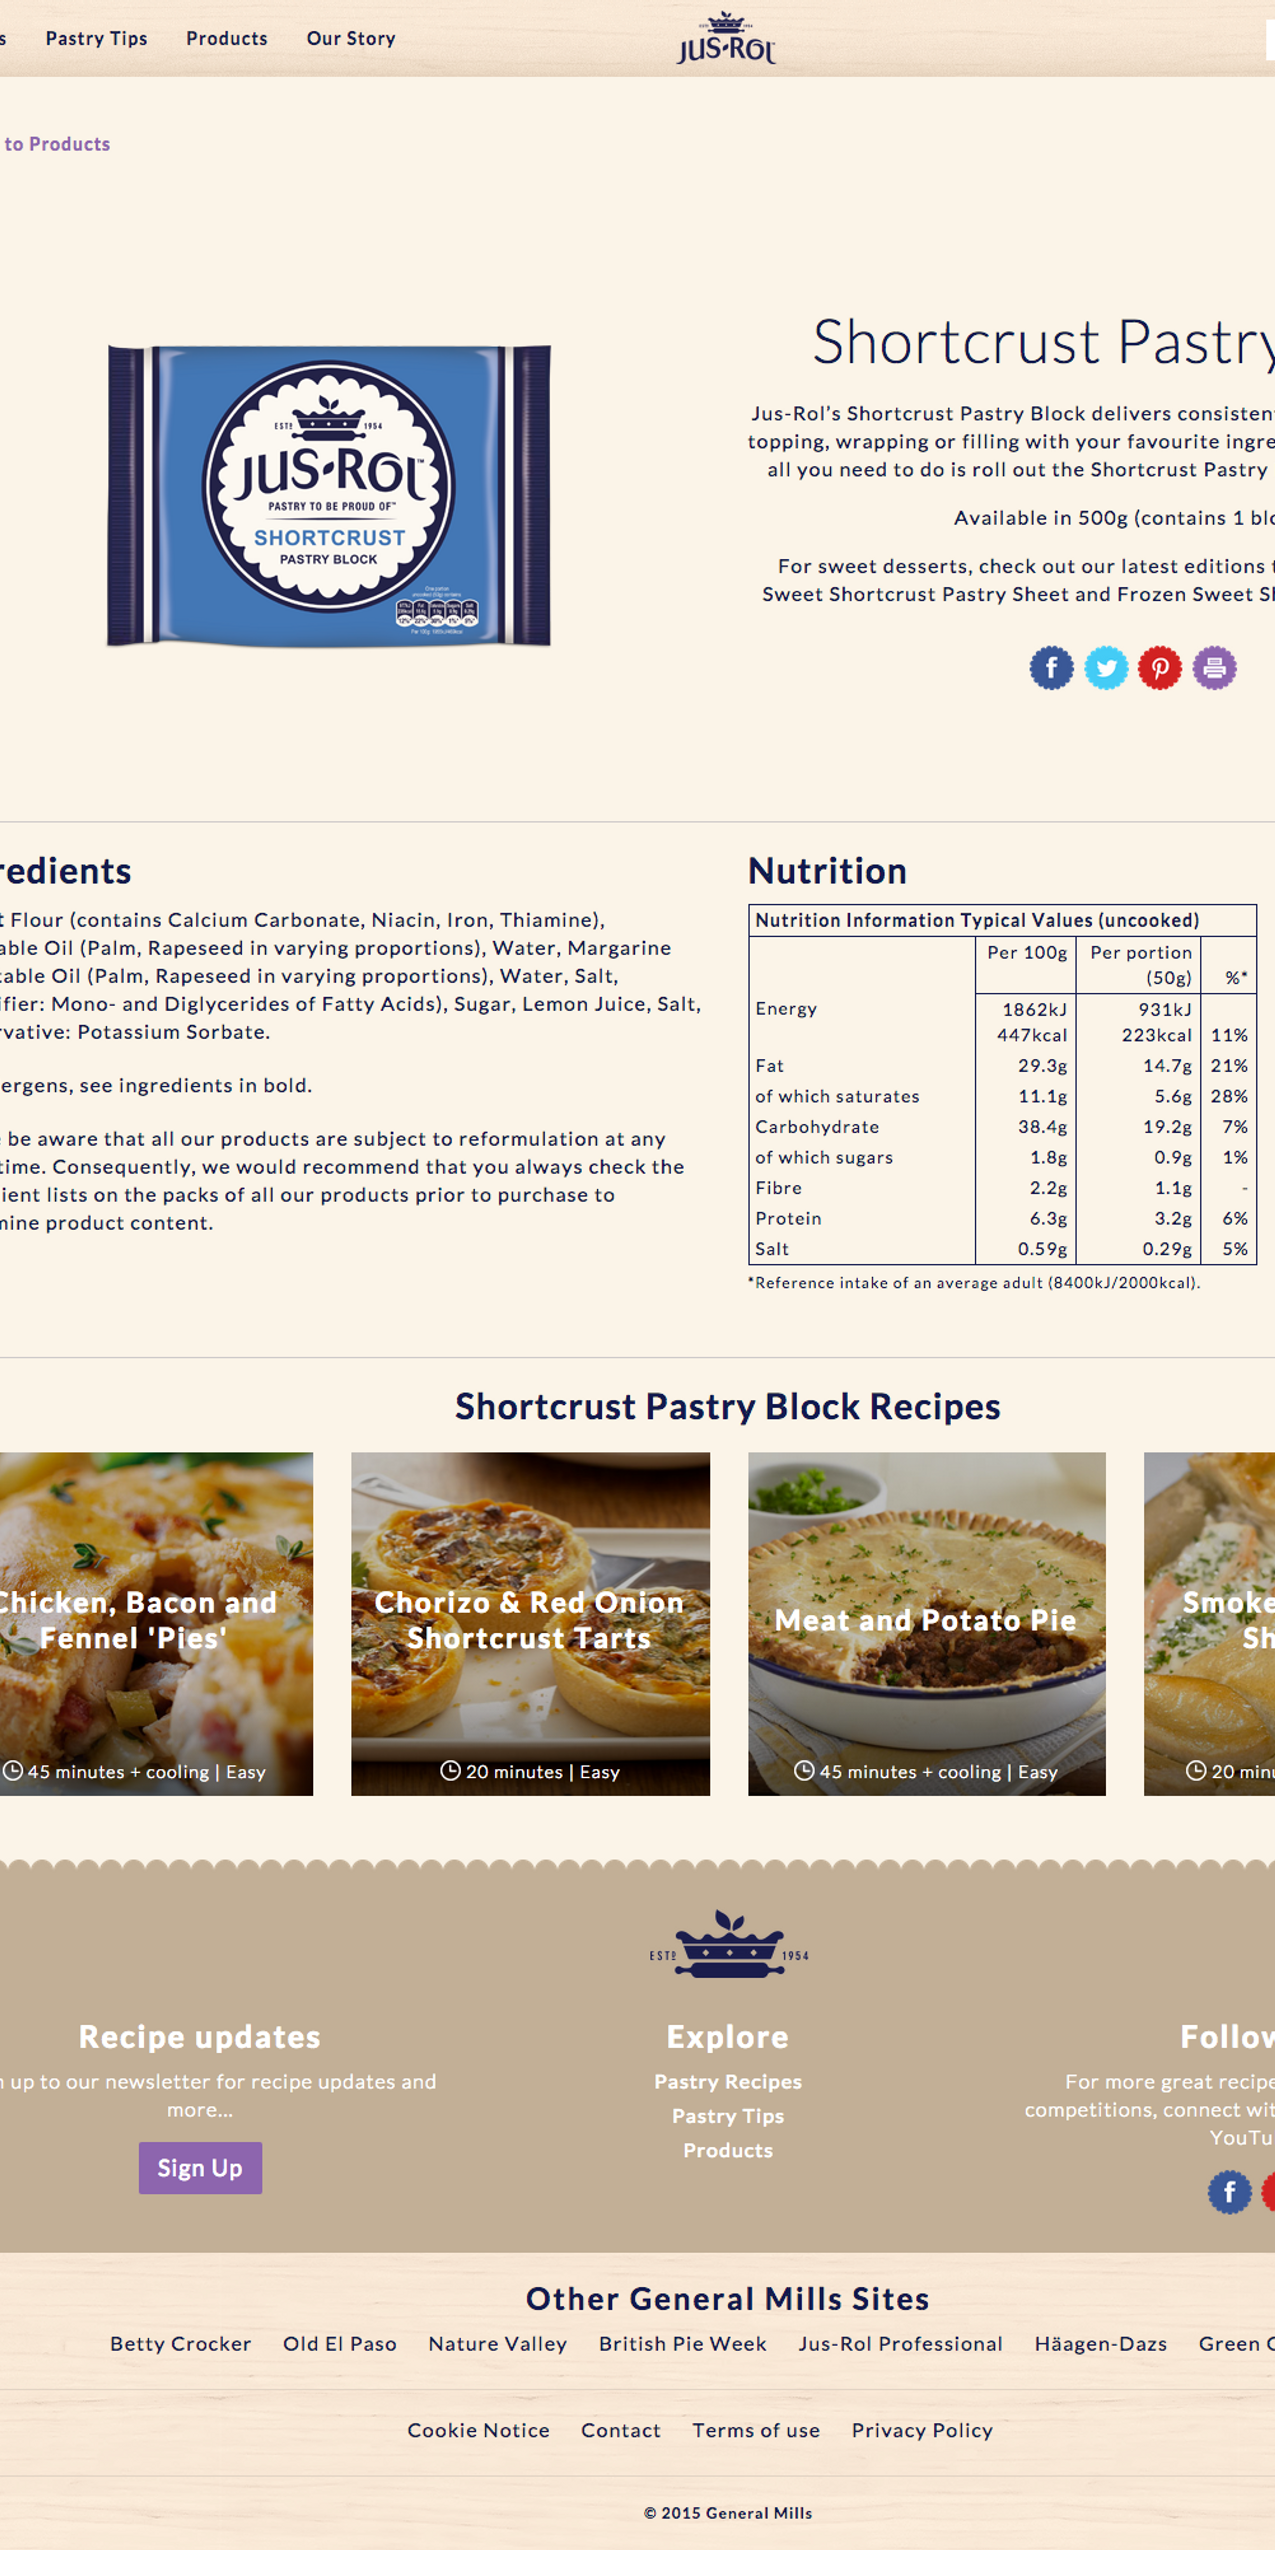 s Pastry Tips Products Our Story
ESTD 1954
JUS-ROL
to Products
Shortcrust Pastry
ESTD 1954
JUS-ROL™
PASTRY TO BE PROUD OF™
SHORTCRUST
PASTRY BLOCK
Jus-Rol's Shortcrust Pastry Block delivers consistent
topping, wrapping or filling with your favourite ingre
all you need to do is roll out the Shortcrust Pastry
Available in 500g (contains 1 blo
For sweet desserts, check out our latest editions t
Sweet Shortcrust Pastry Sheet and Frozen Sweet Sh
redients
t Flour (contains Calcium Carbonate, Niacin, Iron, Thiamine),
able Oil (Palm, Rapeseed in varying proportions), Water, Margarine
table Oil (Palm, Rapeseed in varying proportions), Water, Salt,
ifier: Mono- and Diglycerides of Fatty Acids), Sugar, Lemon Juice, Salt,
rvative: Potassium Sorbate.
ergens, see ingredients in bold.
e be aware that all our products are subject to reformulation at any
time. Consequently, we would recommend that you always check the
ient lists on the packs of all our products prior to purchase to
mine product content.
Nutrition
Nutrition Information Typical Values (uncooked)
Per 100g Per portion
(50g) %*
Energy 1862kJ 931kJ
447kcal 223kcal 11%
Fat 29.3g 14.7g 21%
of which saturates 11.1g 5.6g 28%
Carbohydrate 38.4g 19.2g 7%
of which sugars 1.8g 0.9g 1%
Fibre 2.2g 1.1g -
Protein 6.3g 3.2g 6%
Salt 0.59g 0.29g 5%
*Reference intake of an average adult (8400kJ/2000kcal).
Shortcrust Pastry Block Recipes
Chicken, Bacon and
Fennel 'Pies'
45 minutes + cooling | Easy
Chorizo & Red Onion
Shortcrust Tarts
20 minutes | Easy
Meat and Potato Pie
45 minutes + cooling | Easy
Smoke
Sh
20 minu
ESTD 1954
Recipe updates
n up to our newsletter for recipe updates and
more...
Sign Up
Explore
Pastry Recipes
Pastry Tips
Products
Follow
For more great recipe
competitions, connect wit
YouTu
Other General Mills Sites
Betty Crocker Old El Paso Nature Valley British Pie Week Jus-Rol Professional Häagen-Dazs Green G
Cookie Notice Contact Terms of use Privacy Policy
© 2015 General Mills